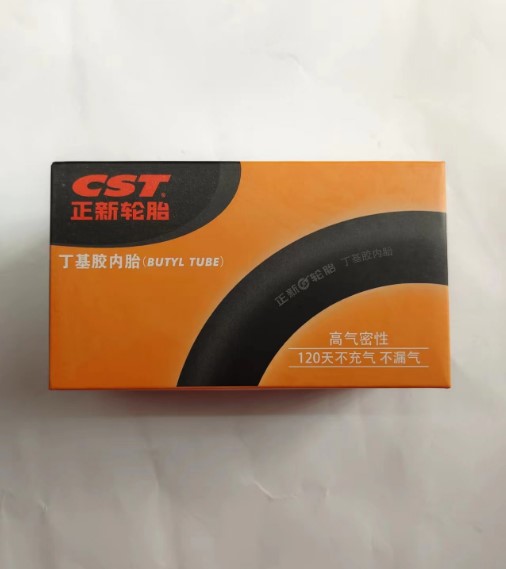 CST
正新轮胎
丁基胶内胎(BUTYL TUBE)
正新轮胎 丁基胶内胎
高气密性
120天不充气 不漏气